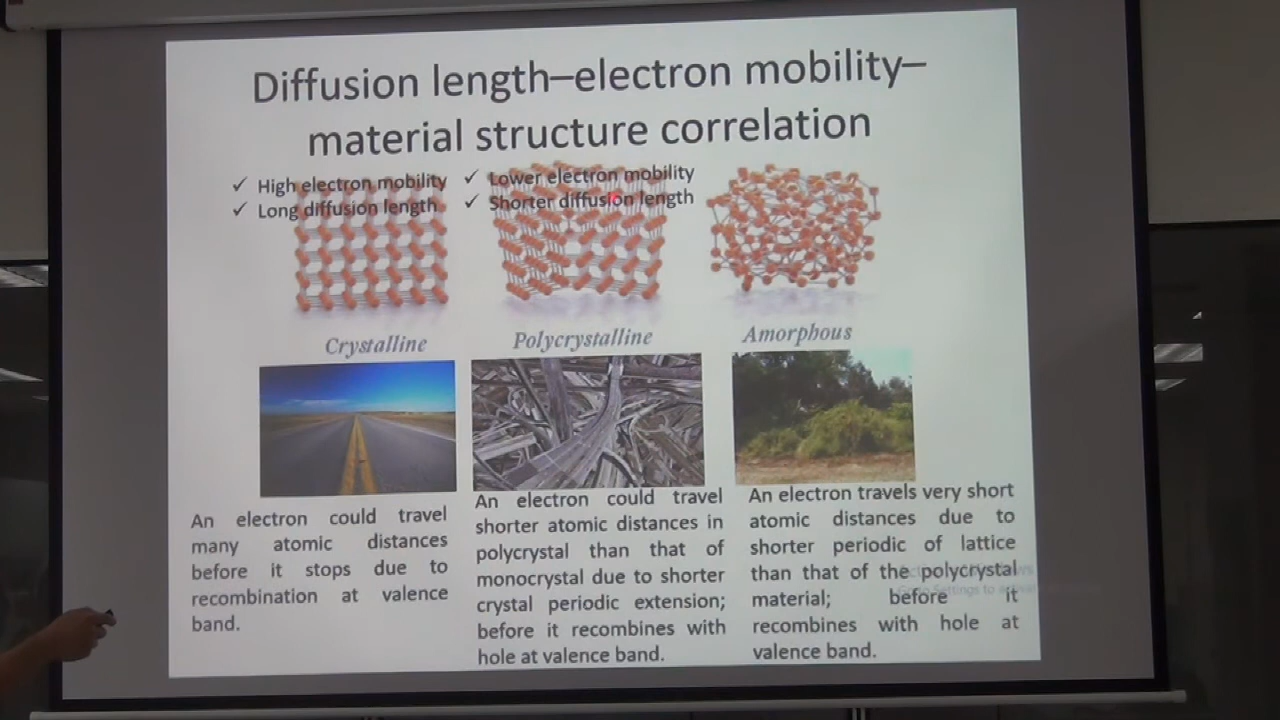 Diffusion length–electron mobility–
material structure correlation
✓ High electron mobility
✓ Long diffusion length
✓ Lower electron mobility
✓ Shorter diffusion length
Crystalline
Polycrystalline
Amorphous
An electron could travel
many atomic distances
before it stops due to
recombination at valence
band.
An electron could travel
shorter atomic distances in
polycrystal than that of
monocrystal due to shorter
crystal periodic extension;
before it recombines with
hole at valence band.
An electron travels very short
atomic distances due to
shorter periodic of lattice
than that of the polycrystal
material; before it
recombines with hole at
valence band.